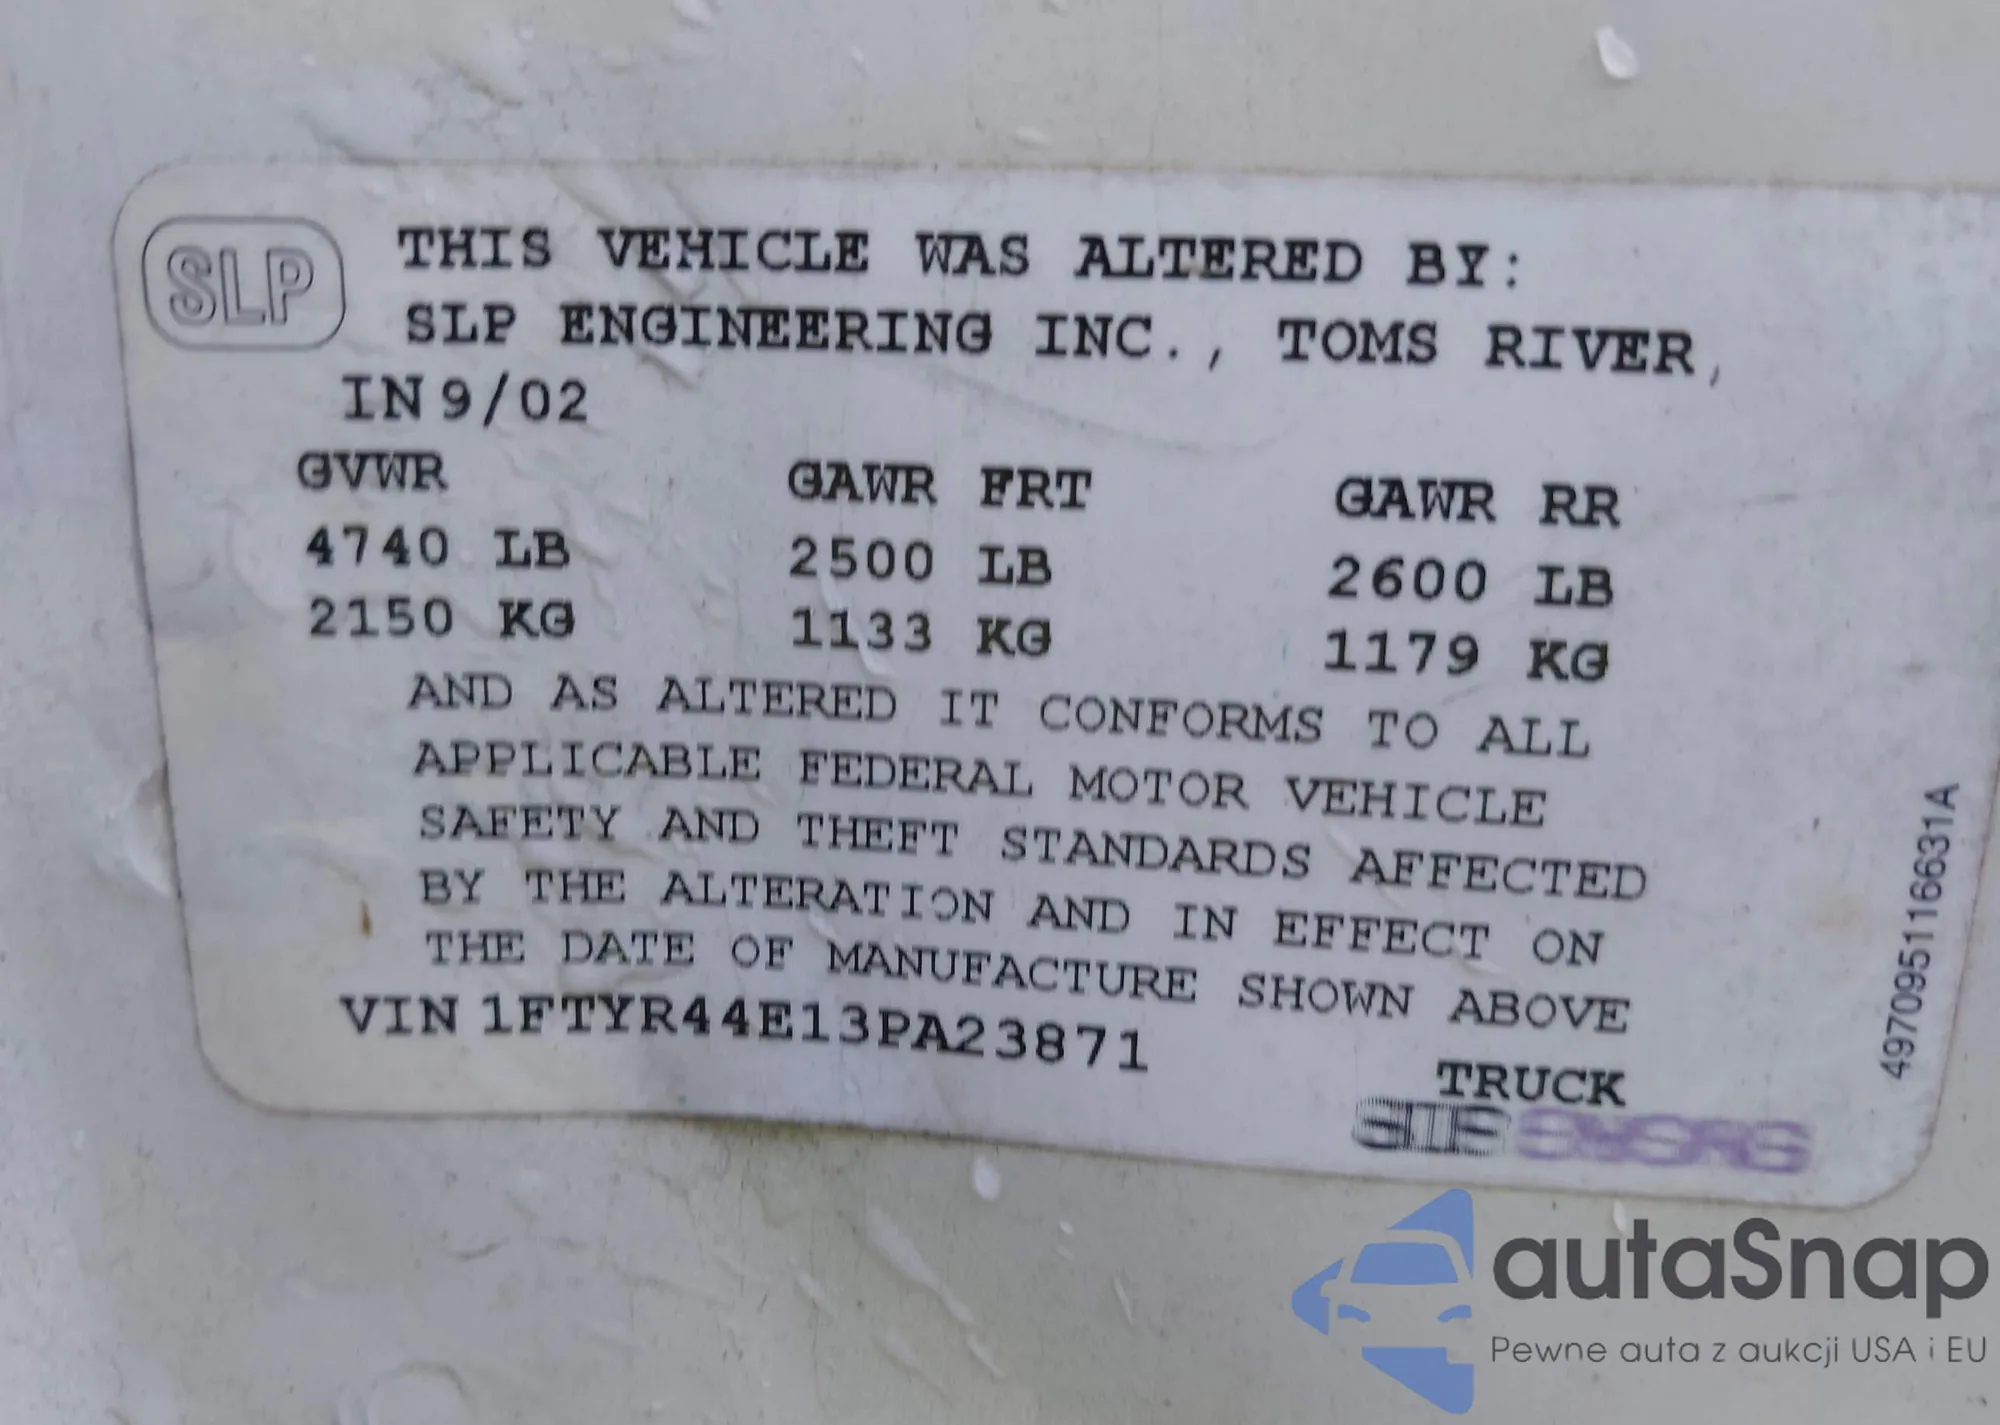 SLP
THIS VEHICLE WAS ALTERED BY:
SLP ENGINEERING INC., TOMS RIVER,
IN 9/02
GVWR GAWR FRT GAWR RR
4740 LB 2500 LB 2600 LB
2150 KG 1133 KG 1179 KG
AND AS ALTERED IT CONFORMS TO ALL
APPLICABLE FEDERAL MOTOR VEHICLE
SAFETY AND THEFT STANDARDS AFFECTED
BY THE ALTERATION AND IN EFFECT ON
THE DATE OF MANUFACTURE SHOWN ABOVE
VIN 1FTYR44E13PA23871
TRUCK
497095116631A
autaSnap
Pewne auta z aukcji USA i EU